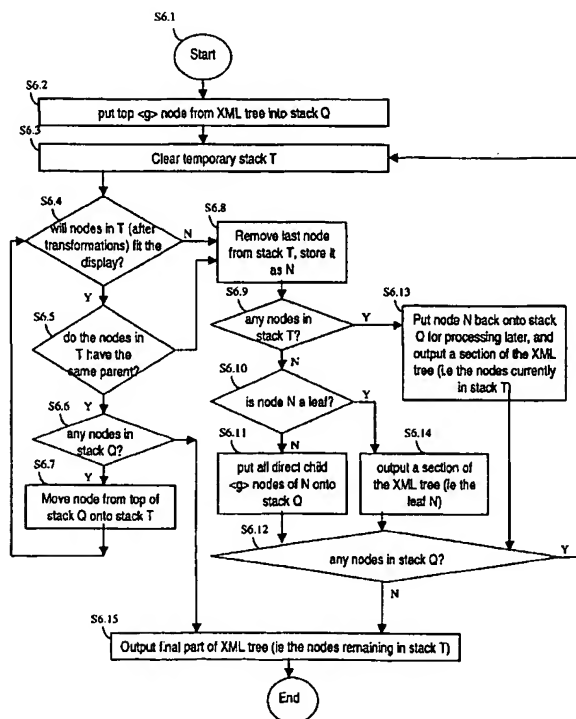 S6.1
Start
S6.2
put top <g> node from XML tree into stack Q
S6.3
Clear temporary stack T
S6.4
will nodes in T (after
transformations) fit the
display?
N
Y
S6.5
do the nodes in
T have the
same parent?
Y
S6.6
any nodes in
stack Q?
Y
S6.7
Move node from top of
stack Q onto stack T
S6.8
Remove last node
from stack T, store it
as N
S6.9
any nodes in
stack T?
Y
N
S6.10
is node N a leaf?
Y
N
S6.11
put all direct child
<g> nodes of N onto
stack Q
S6.13
Put node N back onto stack
Q for processing later, and
output a section of the XML
tree (i.e the nodes currently
in stack T)
S6.14
output a section of
the XML tree (ie the
leaf N)
S6.12
any nodes in stack Q?
Y
N
S6.15
Output final part of XML tree (ie the nodes remaining in stack T)
End